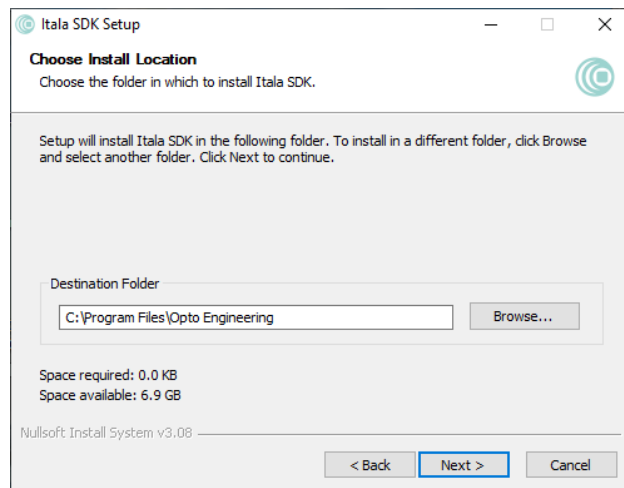 Itala SDK Setup
Choose Install Location
Choose the folder in which to install Itala SDK.
Setup will install Itala SDK in the following folder. To install in a different folder, click Browse
and select another folder. Click Next to continue.
Destination Folder
C:\Program Files\Opto Engineering
Browse...
Space required: 0.0 KB
Space available: 6.9 GB
Nullsoft Install System v3.08
< Back
Next >
Cancel